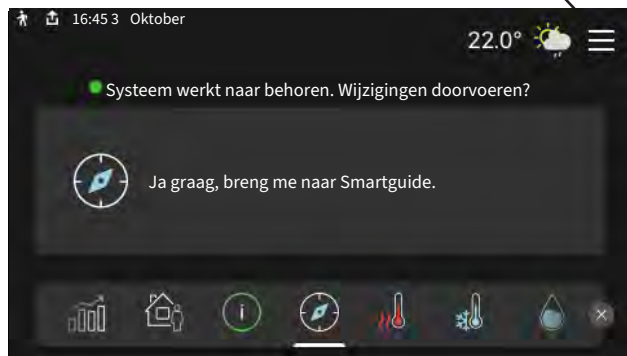 16:45 3 Oktober
22.0°
Systeem werkt naar behoren. Wijzigingen doorvoeren?
Ja graag, breng me naar Smartguide.
i